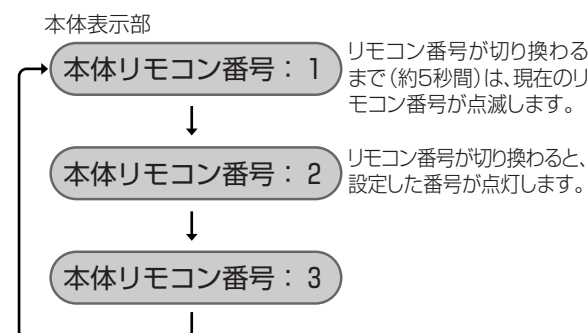 本体表示部
本体リモコン番号：1
リモコン番号が切り換わる
まで（約5秒間）は、現在のリ
モコン番号が点滅します。
本体リモコン番号：2
リモコン番号が切り換わると、
設定した番号が点灯します。
本体リモコン番号：3